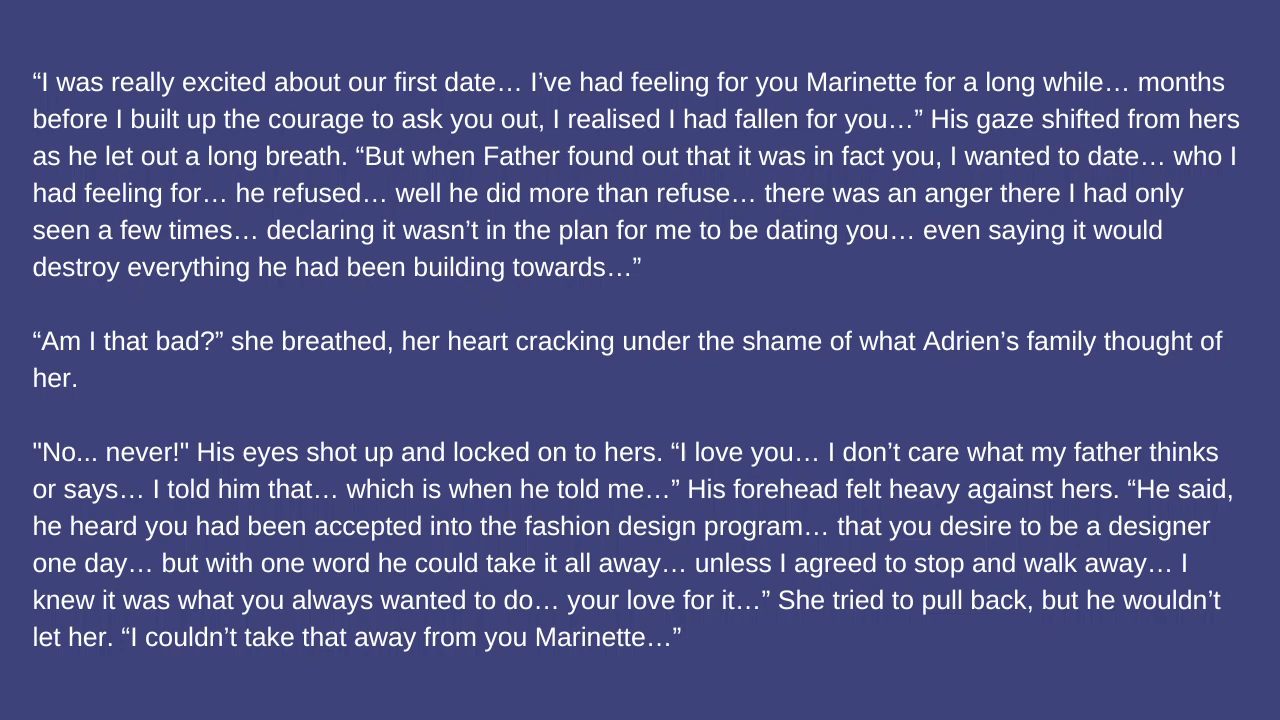 “I was really excited about our first date… I’ve had feeling for you Marinette for a long while… months
before I built up the courage to ask you out, I realised I had fallen for you…” His gaze shifted from hers
as he let out a long breath. “But when Father found out that it was in fact you, I wanted to date… who I
had feeling for… he refused… well he did more than refuse… there was an anger there I had only
seen a few times… declaring it wasn’t in the plan for me to be dating you… even saying it would
destroy everything he had been building towards…”
“Am I that bad?” she breathed, her heart cracking under the shame of what Adrien’s family thought of
her.
"No... never!" His eyes shot up and locked on to hers. “I love you… I don’t care what my father thinks
or says… I told him that… which is when he told me…” His forehead felt heavy against hers. “He said,
he heard you had been accepted into the fashion design program… that you desire to be a designer
one day… but with one word he could take it all away… unless I agreed to stop and walk away… I
knew it was what you always wanted to do… your love for it…” She tried to pull back, but he wouldn’t
let her. “I couldn’t take that away from you Marinette…”